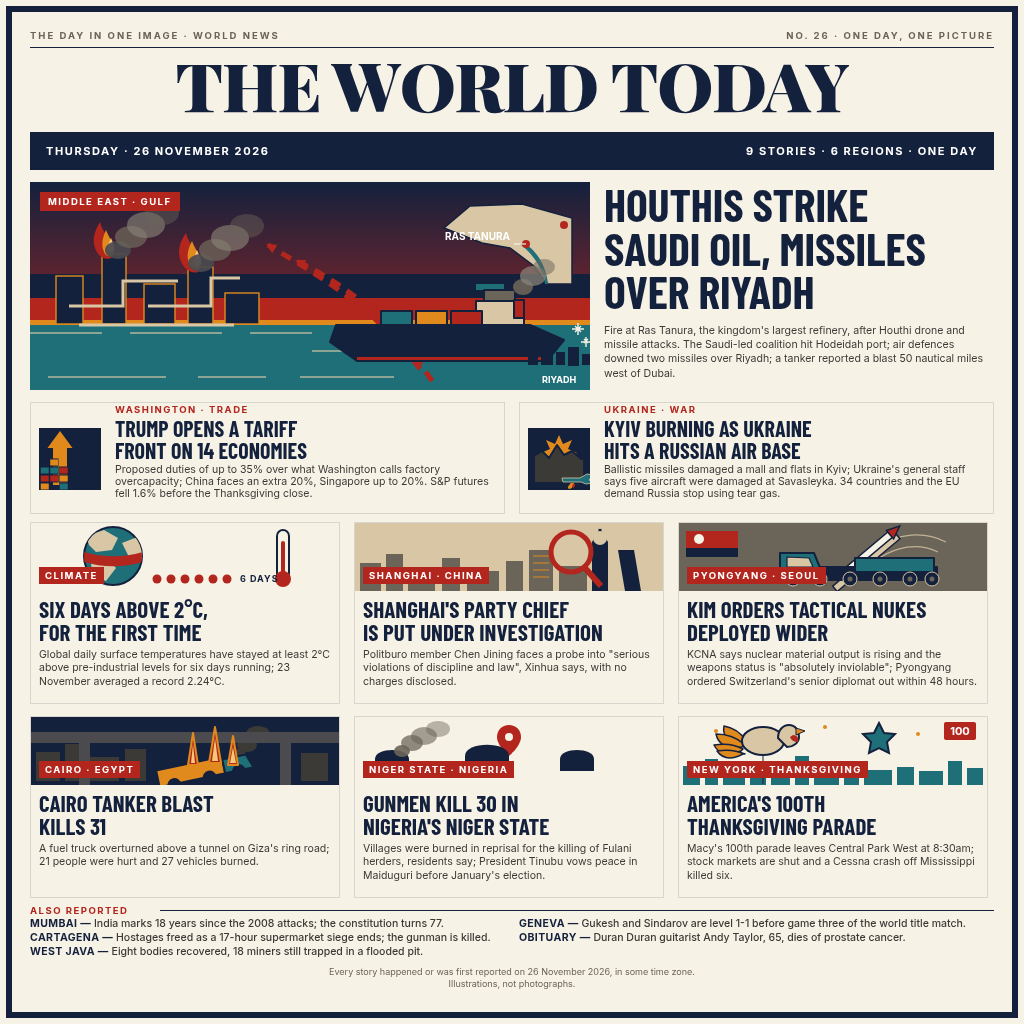 THE DAY IN ONE IMAGE · WORLD NEWS
NO. 26 · ONE DAY, ONE PICTURE
THE WORLD TODAY
THURSDAY · 26 NOVEMBER 2026
9 STORIES · 6 REGIONS · ONE DAY
MIDDLE EAST · GULF
RAS TANURA
RIYADH
HOUTHIS STRIKE
SAUDI OIL, MISSILES
OVER RIYADH
Fire at Ras Tanura, the kingdom's largest refinery, after Houthi drone and
missile attacks. The Saudi-led coalition hit Hodeidah port; air defences
downed two missiles over Riyadh; a tanker reported a blast 50 nautical miles
west of Dubai.
WASHINGTON · TRADE
TRUMP OPENS A TARIFF
FRONT ON 14 ECONOMIES
Proposed duties of up to 35% over what Washington calls factory
overcapacity; China faces an extra 20%, Singapore up to 20%. S&P futures
fell 1.6% before the Thanksgiving close.
UKRAINE · WAR
KYIV BURNING AS UKRAINE
HITS A RUSSIAN AIR BASE
Ballistic missiles damaged a mall and flats in Kyiv; Ukraine's general staff
says five aircraft were damaged at Savasleyka. 34 countries and the EU
demand Russia stop using tear gas.
CLIMATE
6 DAYS
SIX DAYS ABOVE 2°C,
FOR THE FIRST TIME
Global daily surface temperatures have stayed at least 2°C
above pre-industrial levels for six days running; 23
November averaged a record 2.24°C.
SHANGHAI · CHINA
SHANGHAI'S PARTY CHIEF
IS PUT UNDER INVESTIGATION
Politburo member Chen Jining faces a probe into "serious
violations of discipline and law", Xinhua says, with no
charges disclosed.
PYONGYANG · SEOUL
KIM ORDERS TACTICAL NUKES
DEPLOYED WIDER
KCNA says nuclear material output is rising and the
weapons status is "absolutely inviolable"; Pyongyang
ordered Switzerland's senior diplomat out within 48 hours.
CAIRO · EGYPT
CAIRO TANKER BLAST
KILLS 31
A fuel truck overturned above a tunnel on Giza's ring road;
21 people were hurt and 27 vehicles burned.
NIGER STATE · NIGERIA
GUNMEN KILL 30 IN
NIGERIA'S NIGER STATE
Villages were burned in reprisal for the killing of Fulani
herders, residents say; President Tinubu vows peace in
Maiduguri before January's election.
100
NEW YORK · THANKSGIVING
AMERICA'S 100TH
THANKSGIVING PARADE
Macy's 100th parade leaves Central Park West at 8:30am;
stock markets are shut and a Cessna crash off Mississippi
killed six.
ALSO REPORTED
MUMBAI — India marks 18 years since the 2008 attacks; the constitution turns 77.
CARTAGENA — Hostages freed as a 17-hour supermarket siege ends; the gunman is killed.
WEST JAVA — Eight bodies recovered, 18 miners still trapped in a flooded pit.
GENEVA — Gukesh and Sindarov are level 1-1 before game three of the world title match.
OBITUARY — Duran Duran guitarist Andy Taylor, 65, dies of prostate cancer.
Every story happened or was first reported on 26 November 2026, in some time zone.
Illustrations, not photographs.